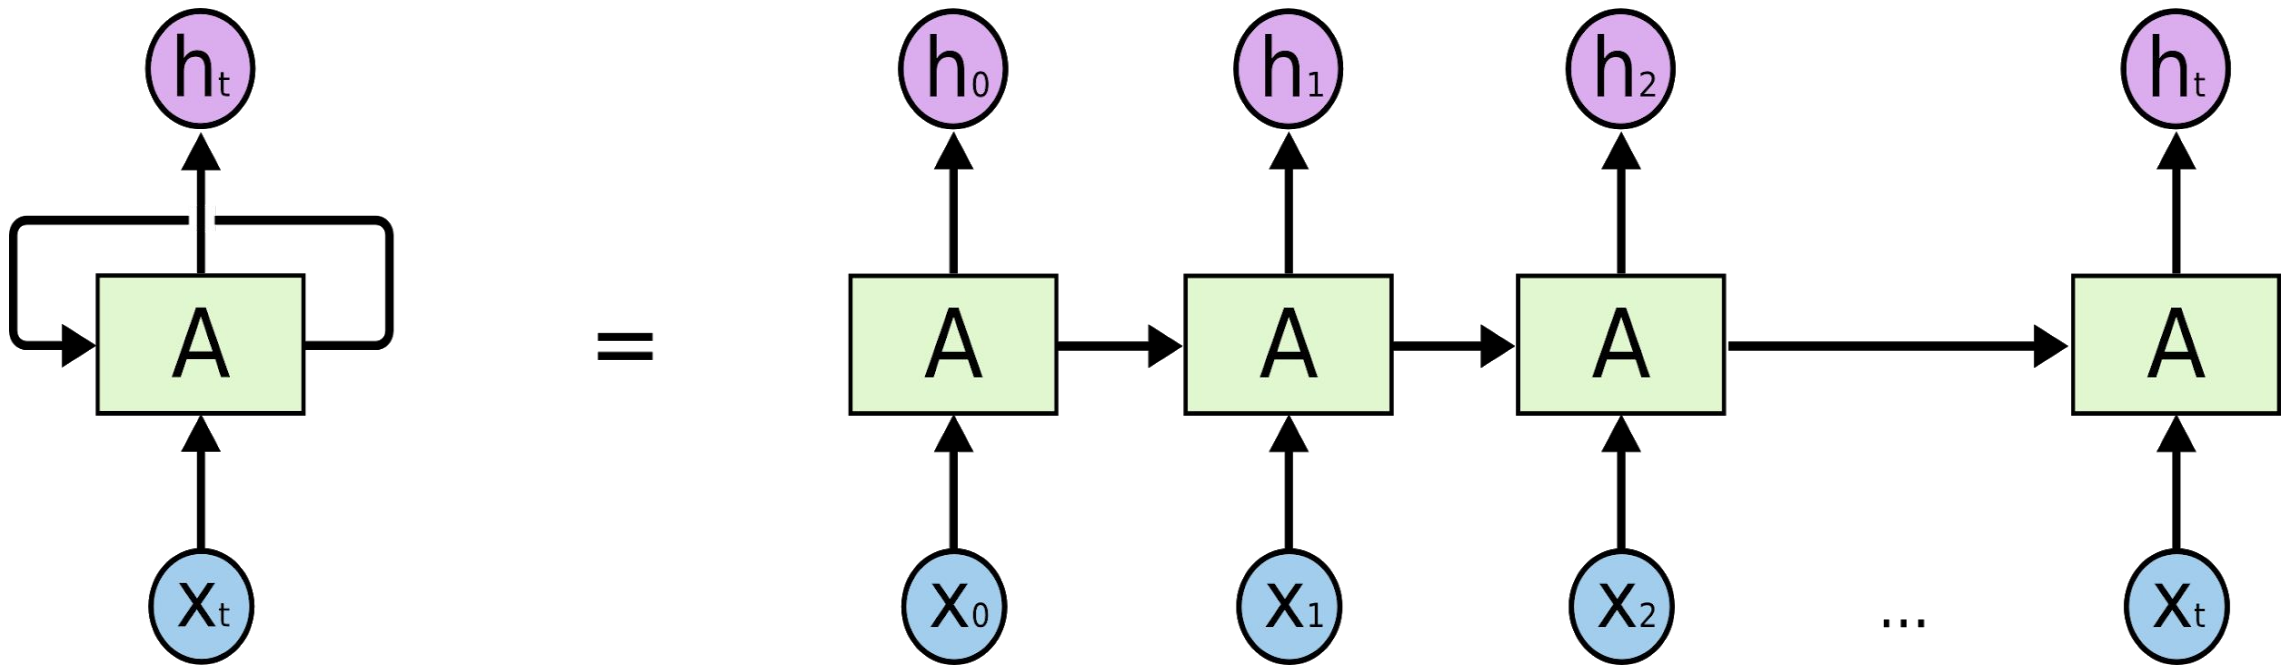 ht h0 h1 h2 ht
A = A A A A
xt x0 x1 x2 ... xt